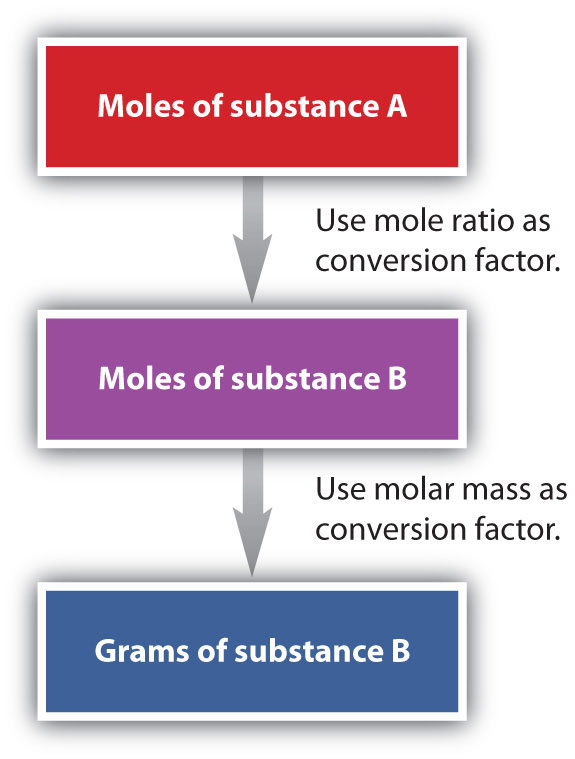 Moles of substance A
Use mole ratio as
conversion factor.
Moles of substance B
Use molar mass as
conversion factor.
Grams of substance B